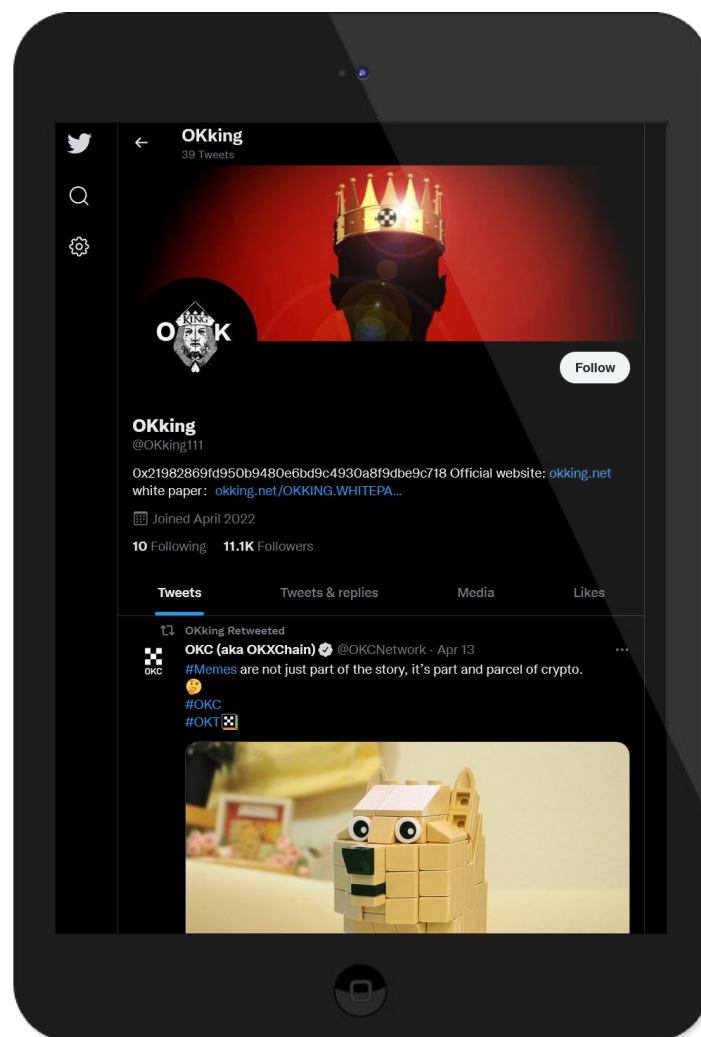 OKking
39 Tweets
KING
O K
Follow
OKking
@OKking111
0x21982869fd950b9480e6bd9c4930a8f9dbe9c718 Official website: okking.net
white paper： okking.net/OKKING.WHITEPA...
Joined April 2022
10 Following 11.1K Followers
Tweets Tweets & replies Media Likes
OKking Retweeted
OKC (aka OKXChain) @OKCNetwork · Apr 13
OKC
#Memes are not just part of the story, it's part and parcel of crypto.
🤔
#OKC
#OKT